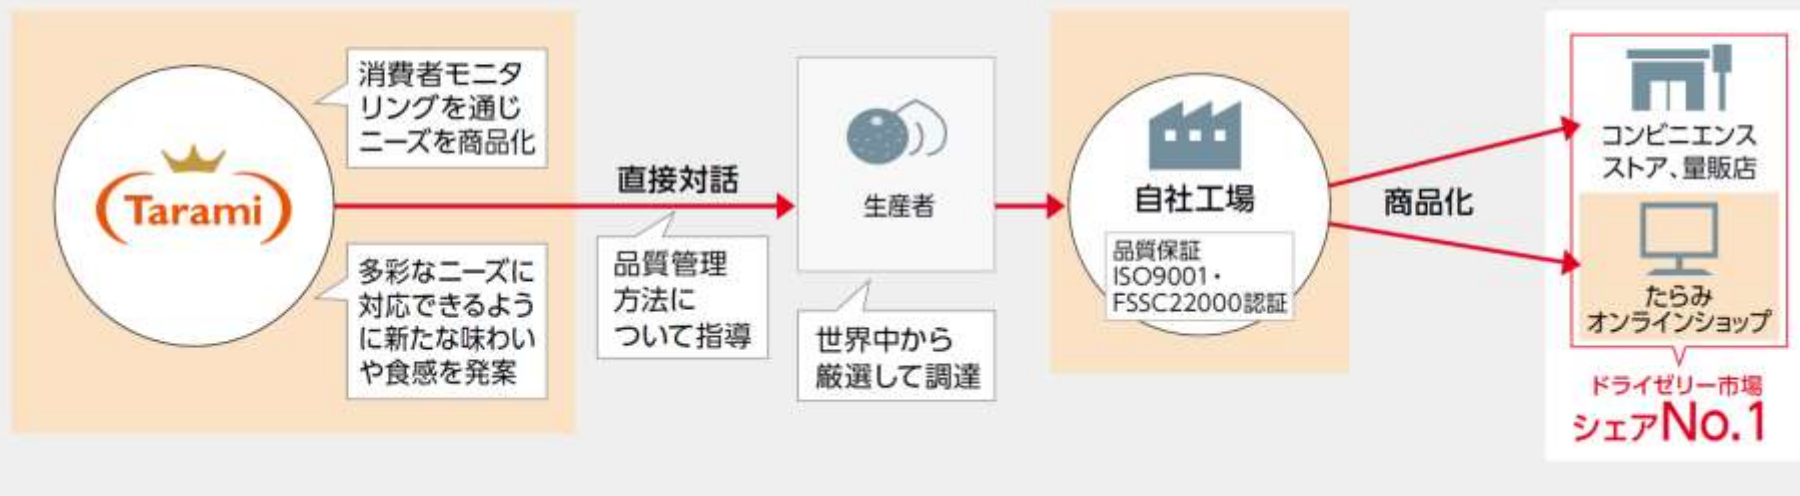 消費者モニタ
リングを通じ
ニーズを商品化
Tarami
多彩なニーズに
対応できるよう
に新たな味わい
や食感を発案
直接対話
品質管理
方法に
ついて指導
生産者
世界中から
厳選して調達
自社工場
品質保証
ISO9001・
FSSC22000認証
商品化
コンビニエンス
ストア、量販店
たらみ
オンラインショップ
ドライゼリー市場
シェアNo.1